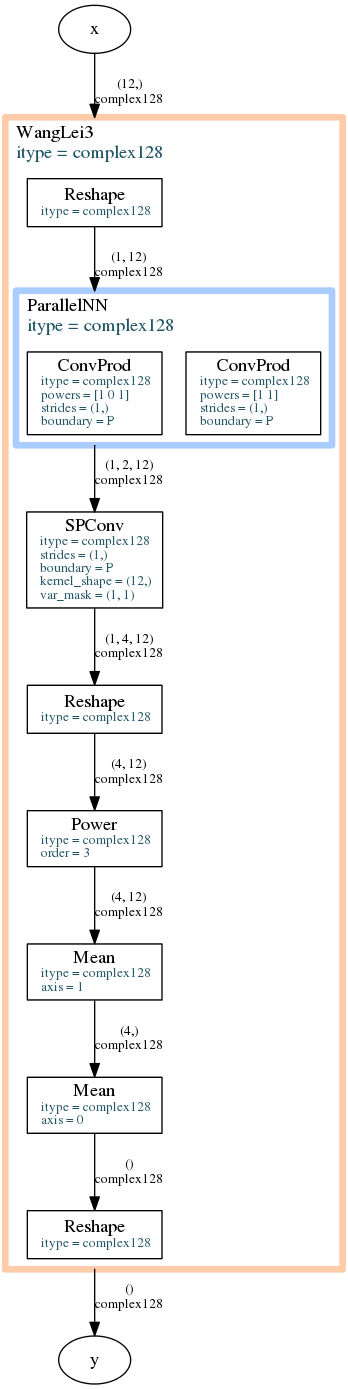 x
(12,)
complex128
WangLei3
itype = complex128
Reshape
itype = complex128
(1, 12)
complex128
ParallelNN
itype = complex128
ConvProd
itype = complex128
powers = [1 0 1]
strides = (1,)
boundary = P
ConvProd
itype = complex128
powers = [1 1]
strides = (1,)
boundary = P
(1, 2, 12)
complex128
SPConv
itype = complex128
strides = (1,)
boundary = P
kernel_shape = (12,)
var_mask = (1, 1)
(1, 4, 12)
complex128
Reshape
itype = complex128
(4, 12)
complex128
Power
itype = complex128
order = 3
(4, 12)
complex128
Mean
itype = complex128
axis = 1
(4,)
complex128
Mean
itype = complex128
axis = 0
()
complex128
Reshape
itype = complex128
()
complex128
y